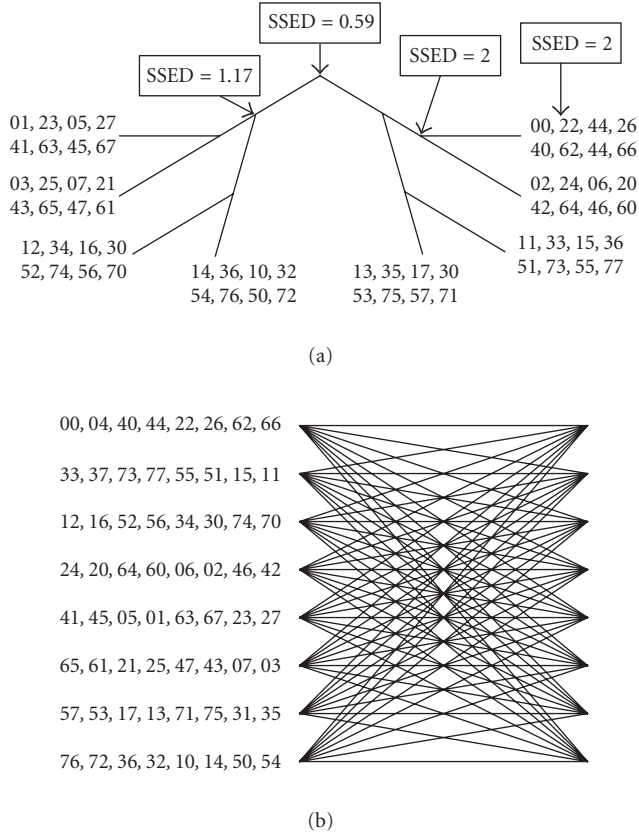 SSED = 0.59
SSED = 1.17
SSED = 2
SSED = 2
01, 23, 05, 27
41, 63, 45, 67
00, 22, 44, 26
40, 62, 44, 66
03, 25, 07, 21
43, 65, 47, 61
02, 24, 06, 20
42, 64, 46, 60
12, 34, 16, 30
52, 74, 56, 70
14, 36, 10, 32
54, 76, 50, 72
13, 35, 17, 30
53, 75, 57, 71
11, 33, 15, 36
51, 73, 55, 77
(a)
00, 04, 40, 44, 22, 26, 62, 66
33, 37, 73, 77, 55, 51, 15, 11
12, 16, 52, 56, 34, 30, 74, 70
24, 20, 64, 60, 06, 02, 46, 42
41, 45, 05, 01, 63, 67, 23, 27
65, 61, 21, 25, 47, 43, 07, 03
57, 53, 17, 13, 71, 75, 31, 35
76, 72, 36, 32, 10, 14, 50, 54
(b)